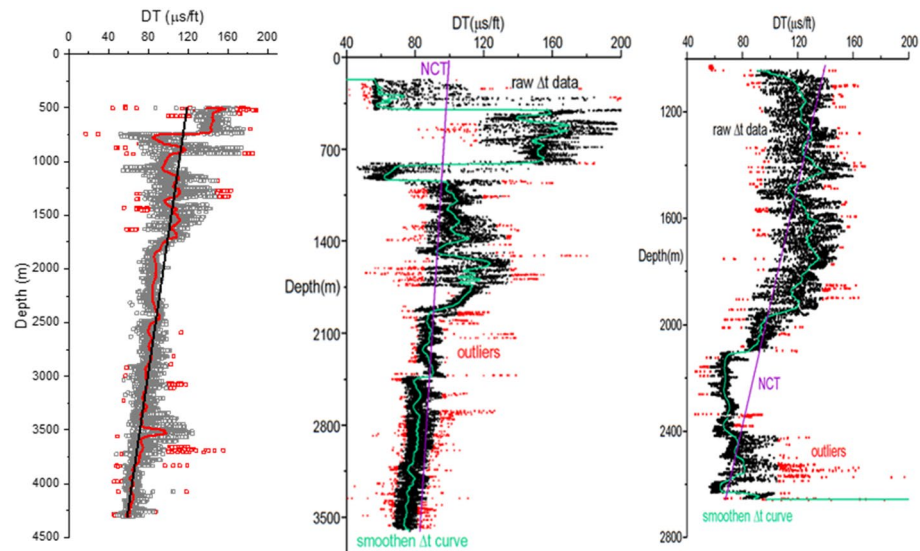 DT (μs/ft)
0 40 80 120 160 200
0
500
1000
1500
2000
2500
3000
3500
4000
4500
Depth (m)
DT(μs/ft)
40 80 120 160 200
0
700
1400
2100
2800
3500
Depth(m)
NCT
raw Δt data
outliers
smoothen Δt curve
DT(μs/ft)
40 80 120 160 200
1200
1600
2000
2400
2800
Depth(m)
raw Δt data
NCT
outliers
smoothen Δt curve